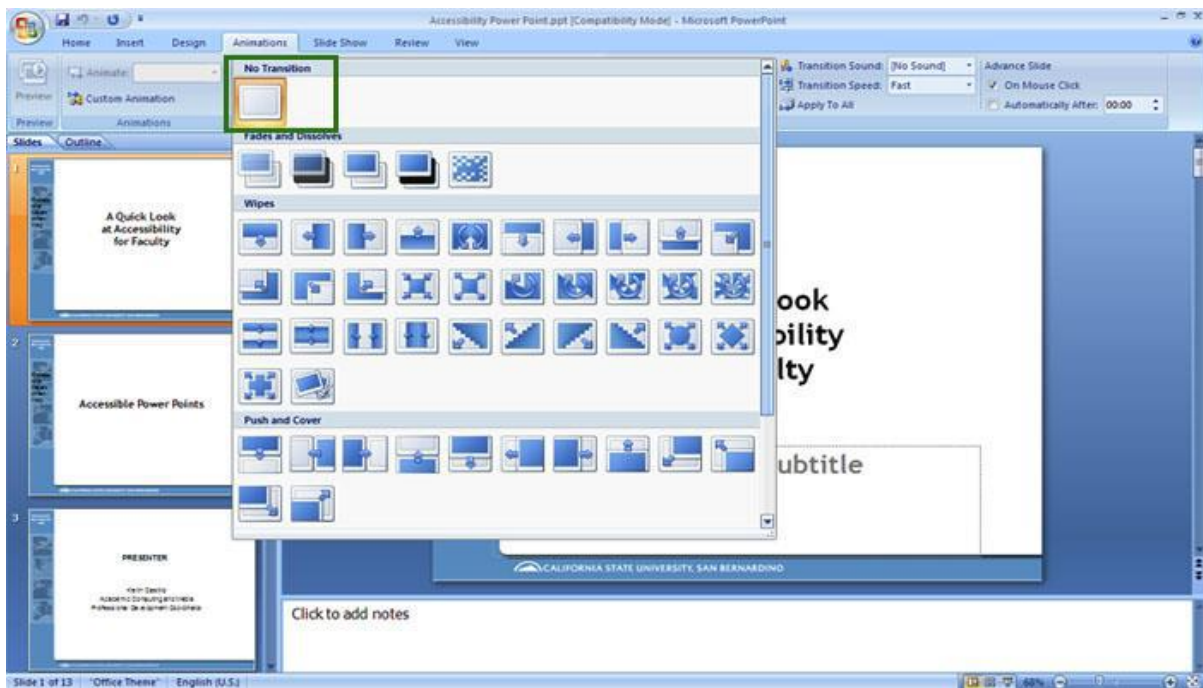 Accessibility Power Point.ppt [Compatibility Mode] - Microsoft PowerPoint
Home Insert Design Animations Slide Show Review View
Preview
Animate:
Custom Animation
Preview Animations
No Transition
Transition Sound: [No Sound]
Transition Speed: Fast
Apply To All
Advance Slide
On Mouse Click
Automatically After: 00:00
Slides Outline
Fades and Dissolves
Wipes
Push and Cover
1
A Quick Look
at Accessibility
for Faculty
2
Accessible Power Points
3
PRESENTER
ook
bility
lty
ubtitle
CALIFORNIA STATE UNIVERSITY, SAN BERNARDINO
Click to add notes
Slide 1 of 13 "Office Theme" English (U.S.) 68%